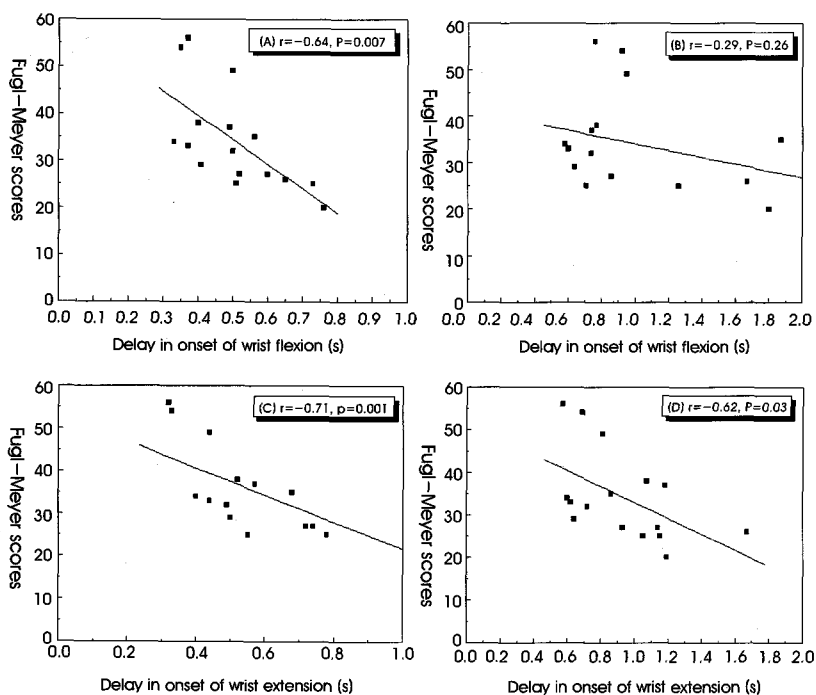 (A) r=−0.64, P=0.007
Fugl−Meyer scores
60
50
40
30
20
10
0
0.0 0.1 0.2 0.3 0.4 0.5 0.6 0.7 0.8 0.9 1.0
Delay in onset of wrist flexion (s)
(B) r=−0.29, P=0.26
Fugl−Meyer scores
60
50
40
30
20
10
0
0.0 0.2 0.4 0.6 0.8 1.0 1.2 1.4 1.6 1.8 2.0
Delay in onset of wrist flexion (s)
(C) r=−0.71, p=0.001
Fugl−Meyer scores
60
50
40
30
20
10
0
0.0 0.2 0.4 0.6 0.8 1.0
Delay in onset of wrist extension (s)
(D) r=−0.62, P=0.03
Fugl−Meyer scores
60
50
40
30
20
10
0
0.0 0.2 0.4 0.6 0.8 1.0 1.2 1.4 1.6 1.8 2.0
Delay in onset of wrist extension (s)